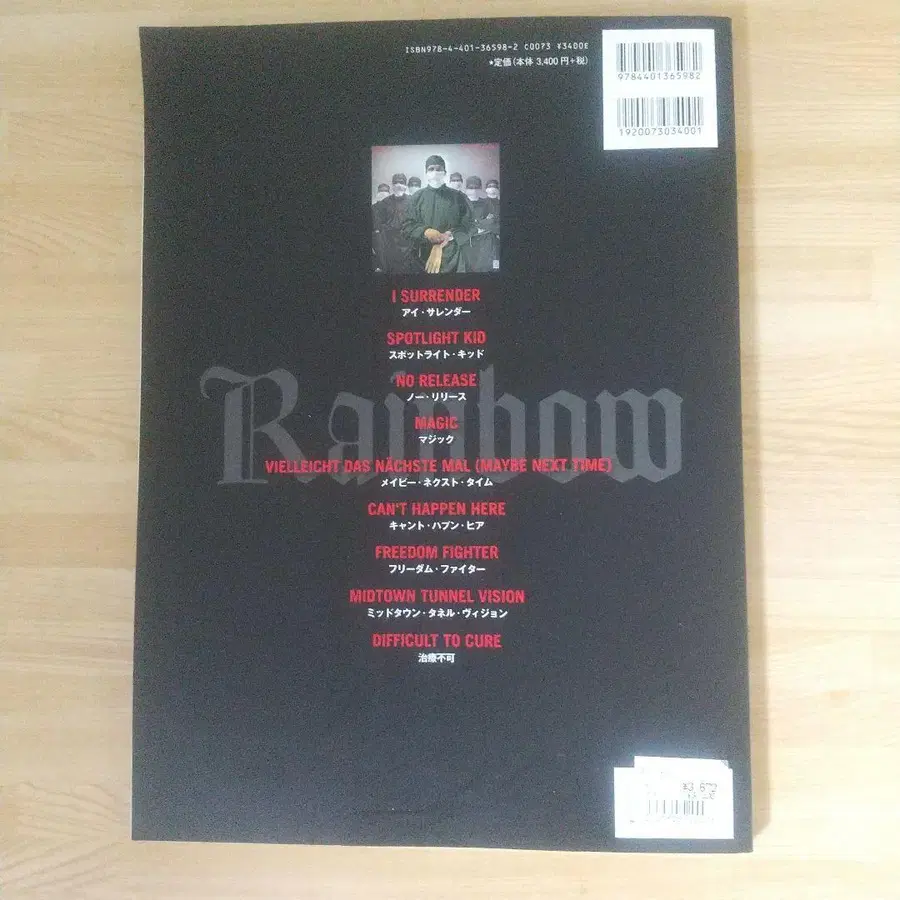 ISBN978-4-401-36598-2 C0073 ¥3400E
★定価(本体 3,400円+税)
9784401365982
1920073034001
I SURRENDER
アイ・サレンダー
SPOTLIGHT KID
スポットライト・キッド
NO RELEASE
ノー・リリース
Rainbow
MAGIC
マジック
VIELLEICHT DAS NÄCHSTE MAL (MAYBE NEXT TIME)
メイビー・ネクスト・タイム
CAN'T HAPPEN HERE
キャント・ハプン・ヒア
FREEDOM FIGHTER
フリーダム・ファイター
MIDTOWN TUNNEL VISION
ミッドタウン・タネル・ヴィジョン
DIFFICULT TO CURE
治療不可
¥3,672